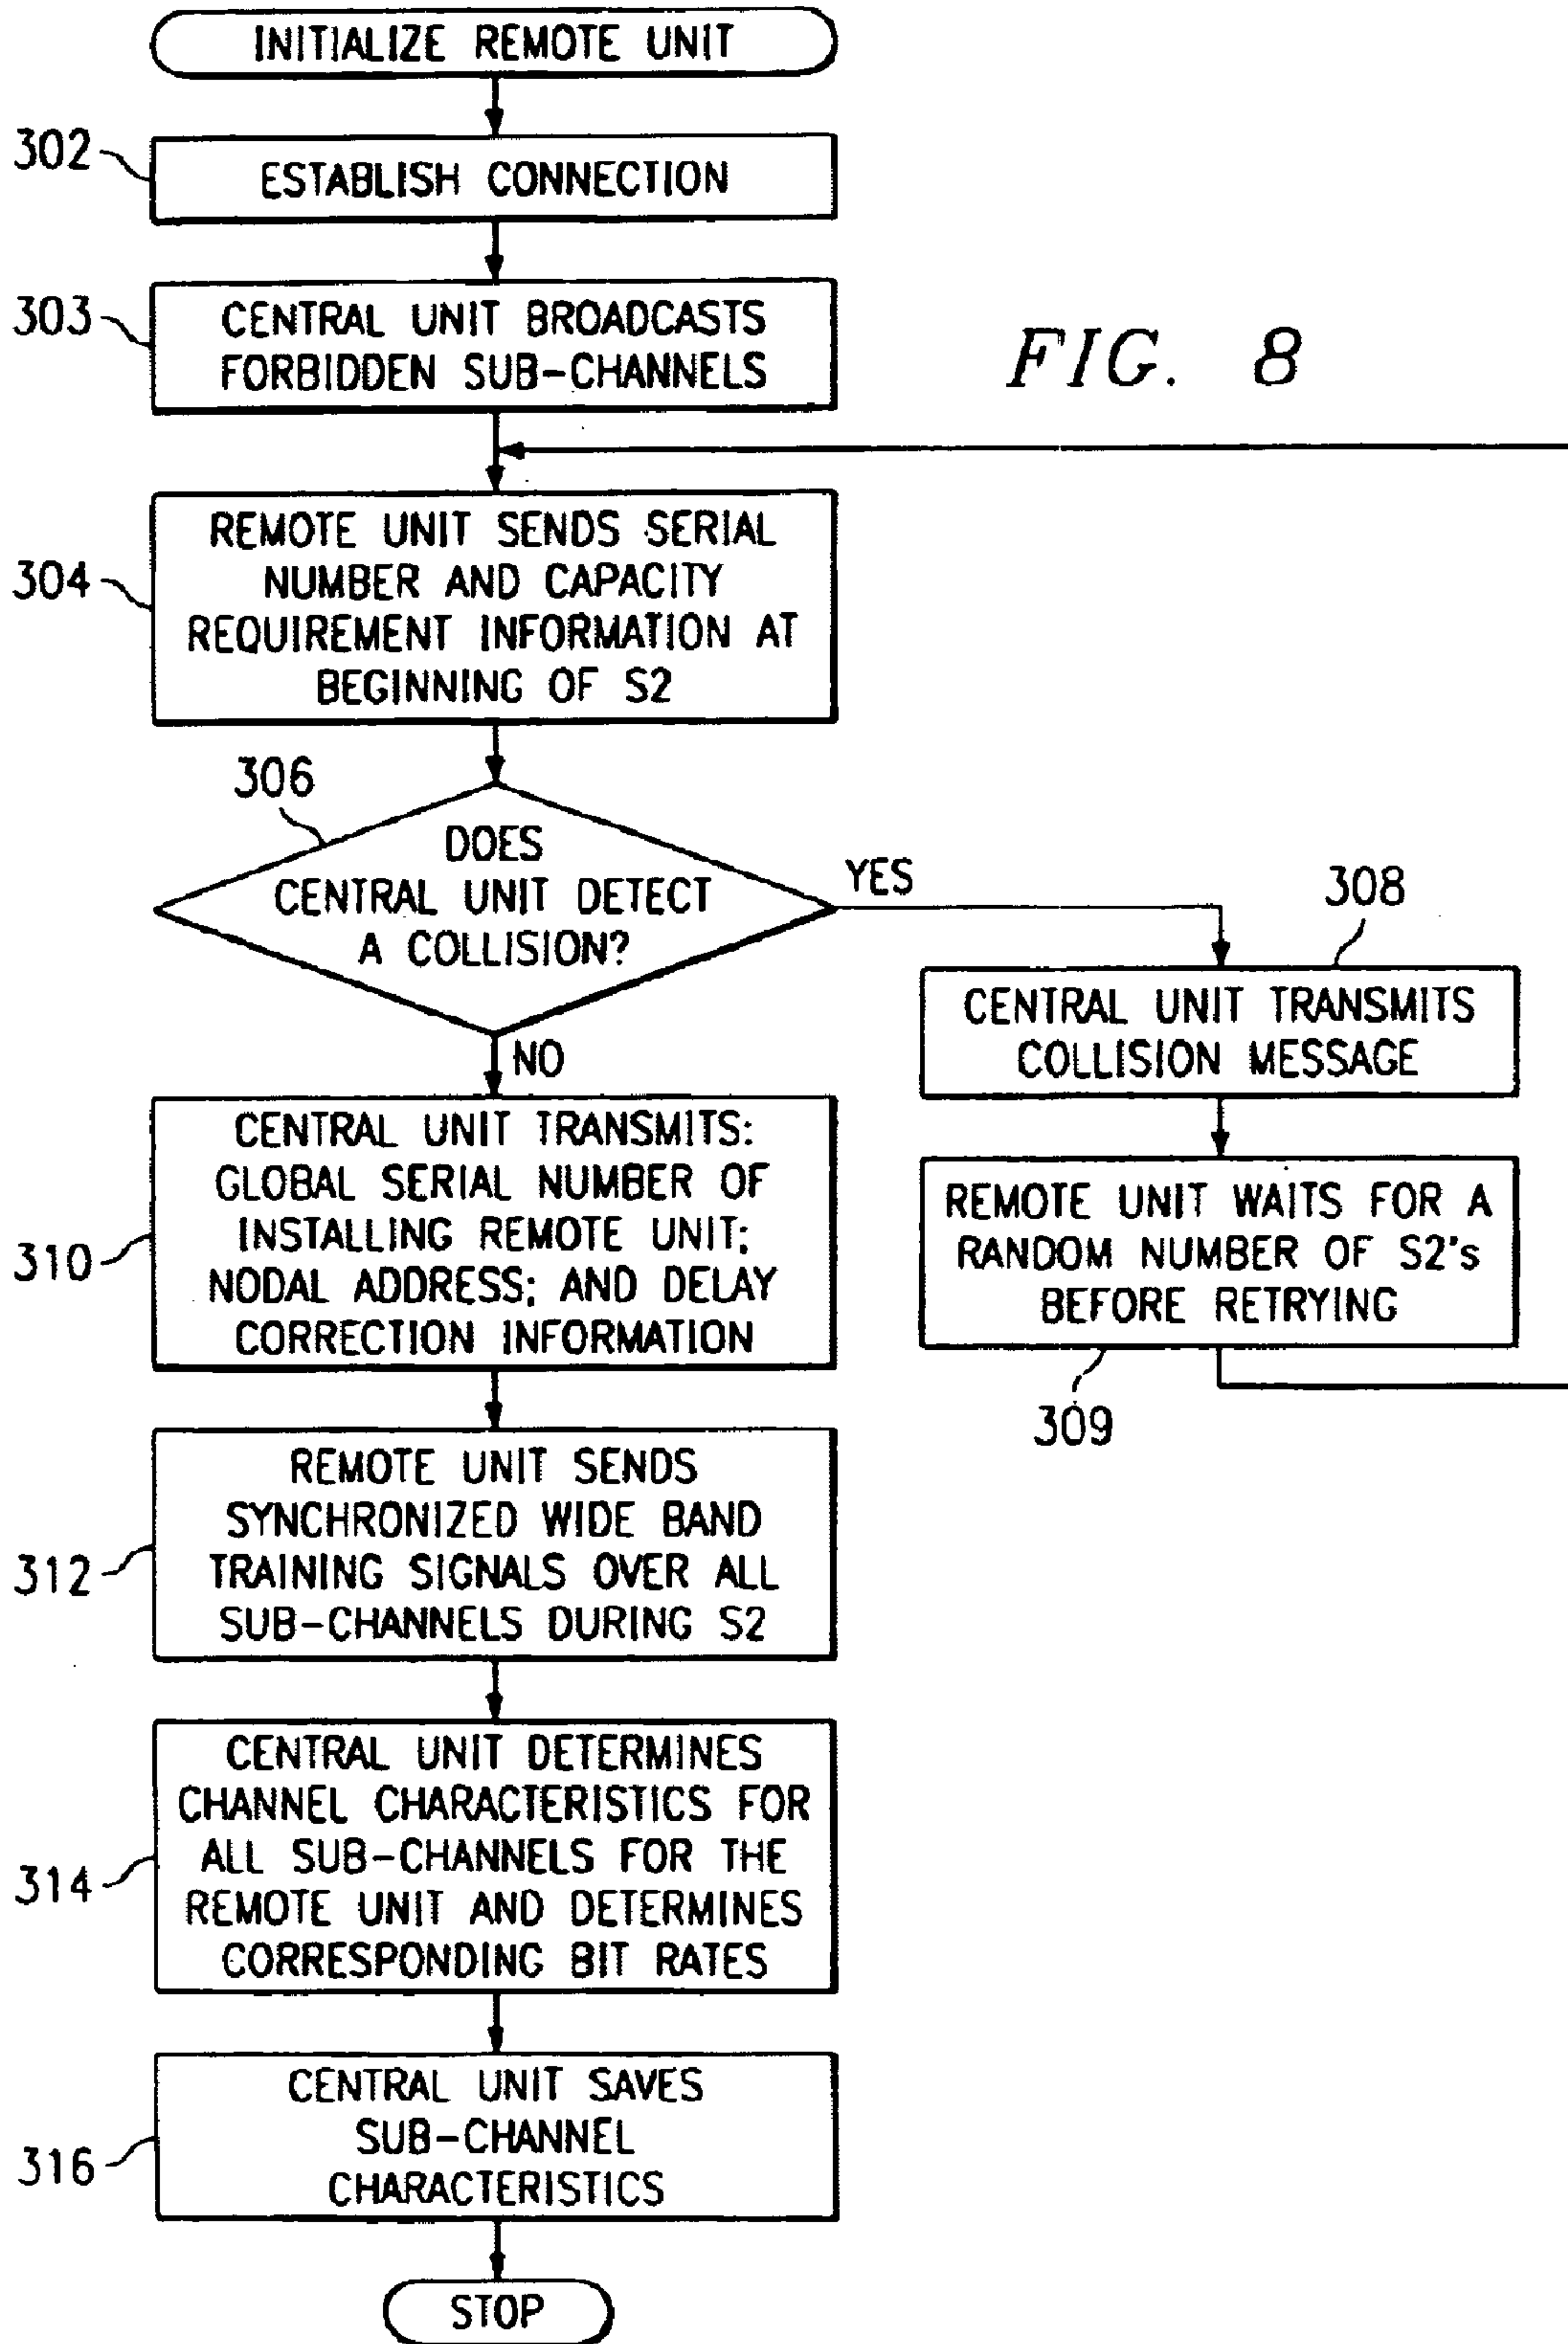 INITIALIZE REMOTE UNIT
302
ESTABLISH CONNECTION
303
CENTRAL UNIT BROADCASTS
FORBIDDEN SUB-CHANNELS
FIG. 8
304
REMOTE UNIT SENDS SERIAL
NUMBER AND CAPACITY
REQUIREMENT INFORMATION AT
BEGINNING OF S2
306
DOES
CENTRAL UNIT DETECT
A COLLISION?
YES
NO
308
CENTRAL UNIT TRANSMITS
COLLISION MESSAGE
REMOTE UNIT WAITS FOR A
RANDOM NUMBER OF S2's
BEFORE RETRYING
309
310
CENTRAL UNIT TRANSMITS:
GLOBAL SERIAL NUMBER OF
INSTALLING REMOTE UNIT;
NODAL ADDRESS; AND DELAY
CORRECTION INFORMATION
312
REMOTE UNIT SENDS
SYNCHRONIZED WIDE BAND
TRAINING SIGNALS OVER ALL
SUB-CHANNELS DURING S2
314
CENTRAL UNIT DETERMINES
CHANNEL CHARACTERISTICS FOR
ALL SUB-CHANNELS FOR THE
REMOTE UNIT AND DETERMINES
CORRESPONDING BIT RATES
316
CENTRAL UNIT SAVES
SUB-CHANNEL
CHARACTERISTICS
STOP